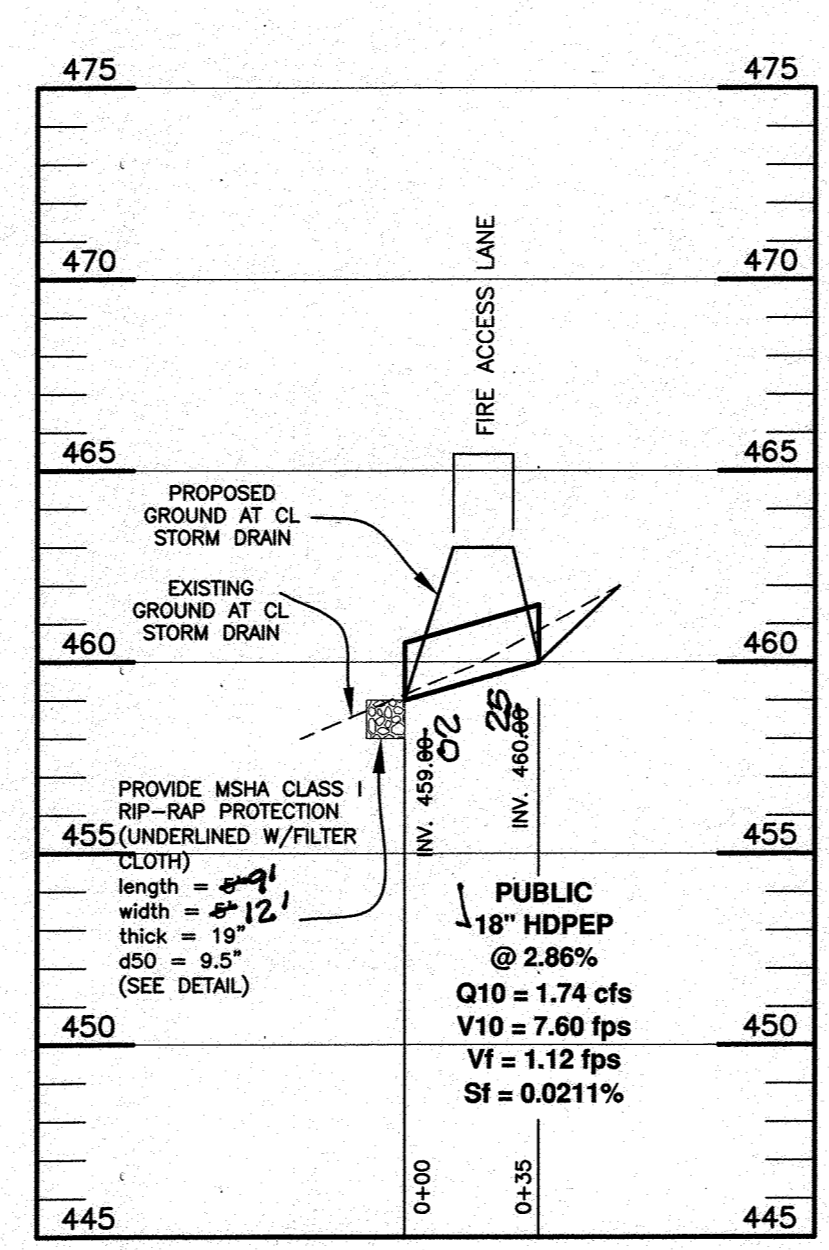 475 475
470 470
FIRE ACCESS LANE
465 465
PROPOSED
GROUND AT CL
STORM DRAIN
EXISTING
GROUND AT CL
STORM DRAIN
460 460
INV. 459.00 02
INV. 460.00 25
PROVIDE MSHA CLASS I
RIP-RAP PROTECTION
(UNDERLINED W/FILTER
CLOTH)
455 455
length = 5' 9'
width = 5' 12'
thick = 19"
d50 = 9.5"
(SEE DETAIL)
PUBLIC
18" HDPEP
@ 2.86%
Q10 = 1.74 cfs
V10 = 7.60 fps
Vf = 1.12 fps
Sf = 0.0211%
450 450
0+00
0+35
445 445